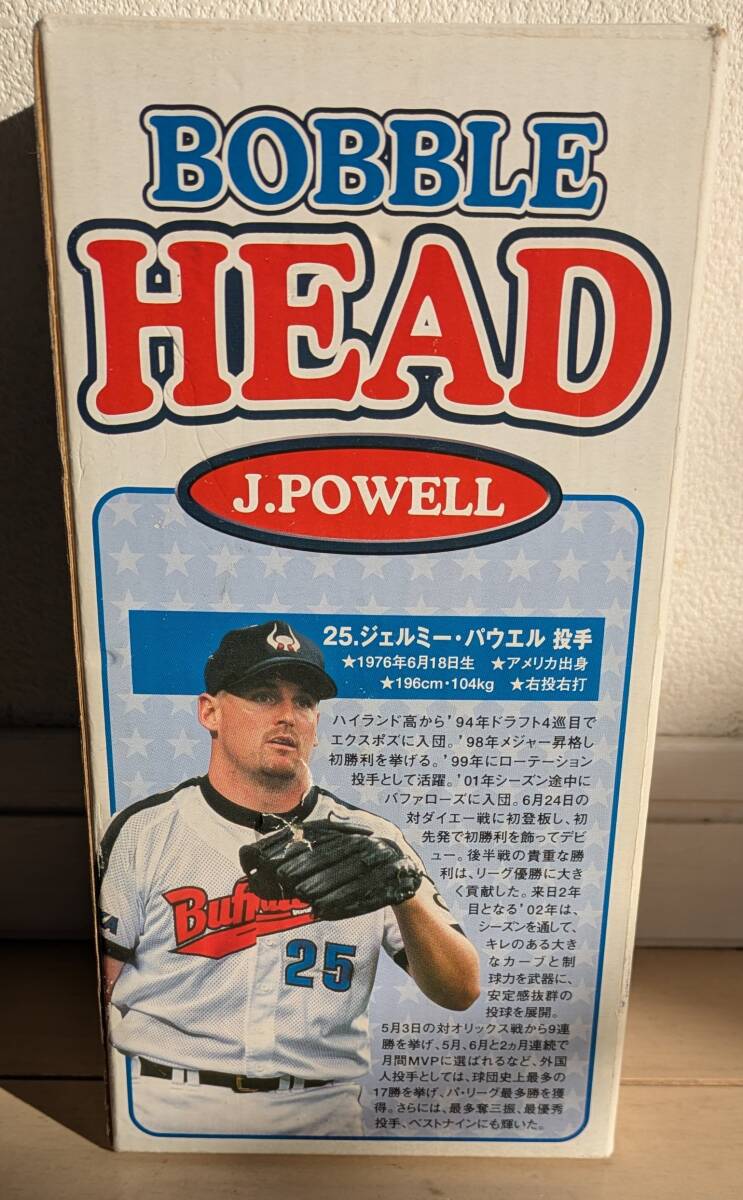 BOBBLE
HEAD
J.POWELL
25.ジェルミー・パウエル 投手
★1976年6月18日生 ★アメリカ出身
★196cm・104kg ★右投右打
ハイランド高から'94年ドラフト4巡目で
エクスポズに入団。'98年メジャー昇格し
初勝利を挙げる。'99年にローテーション
投手として活躍。'01年シーズン途中に
バファローズに入団。6月24日の
対ダイエー戦に初登板し、初
先発で初勝利を飾ってデビ
ュー。後半戦の貴重な勝
利は、リーグ優勝に大き
く貢献した。来日2年
目となる'02年は、
シーズンを通して、
キレのある大き
なカーブと制
球力を武器に、
安定感抜群の
投球を展開。
5月3日の対オリックス戦から9連
勝を挙げ、5月、6月と2ヵ月連続で
月間MVPに選ばれるなど、外国
人投手としては、球団史上最多の
17勝を挙げ、パ・リーグ最多勝を獲
得。さらには、最多奪三振、最優秀
投手、ベストナインにも輝いた。
25